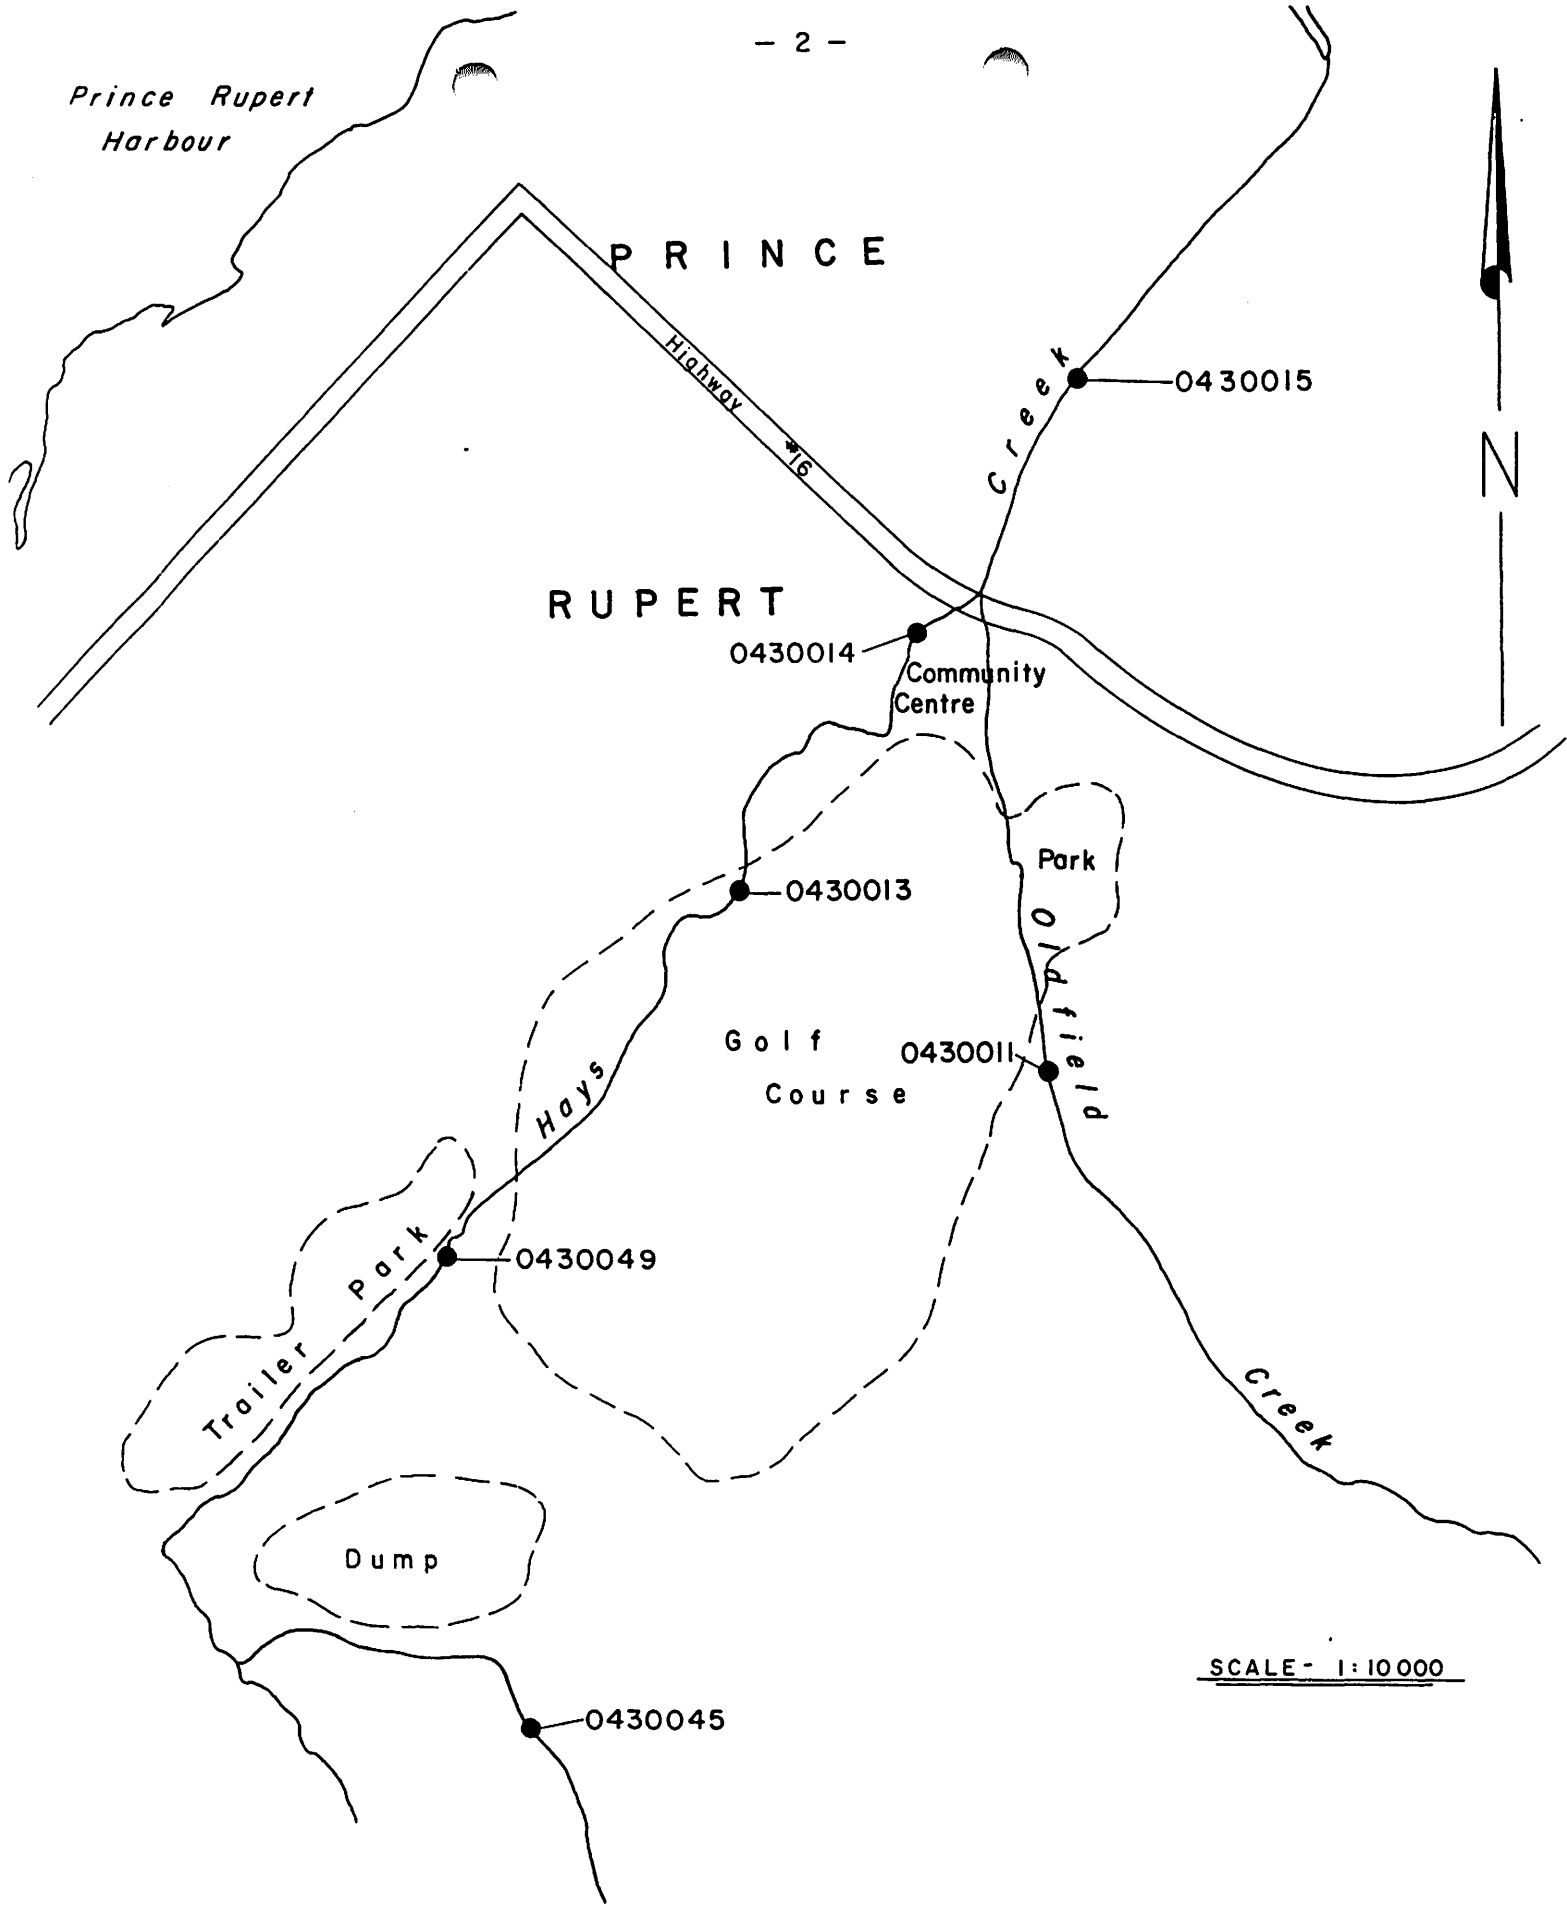 - 2 -
Prince Rupert
Harbour
PRINCE
Highway #16
Creek
0430015
N
RUPERT
0430014
Community
Centre
Park
0430013
Oldfield
Golf
Course
0430011
Hays
0430049
Trailer Park
Creek
Dump
SCALE- 1:10000
0430045